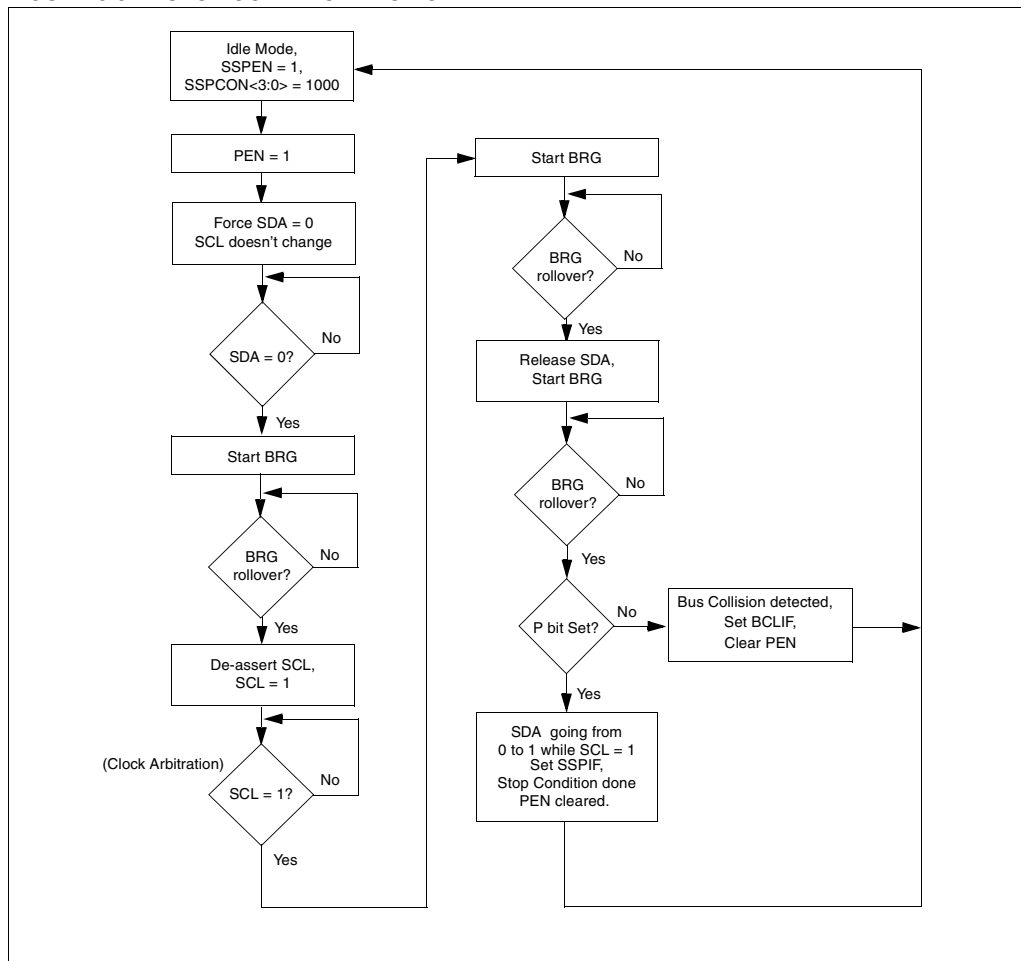 Idle Mode,
SSPEN = 1,
SSPCON<3:0> = 1000
PEN = 1
Force SDA = 0
SCL doesn't change
SDA = 0?
No
Yes
Start BRG
BRG
rollover?
No
Yes
De-assert SCL,
SCL = 1
(Clock Arbitration)
SCL = 1?
No
Yes
Start BRG
BRG
rollover?
No
Yes
Release SDA,
Start BRG
BRG
rollover?
No
Yes
P bit Set?
No
Bus Collision detected,
Set BCLIF,
Clear PEN
Yes
SDA going from
0 to 1 while SCL = 1
Set SSPIF,
Stop Condition done
PEN cleared.